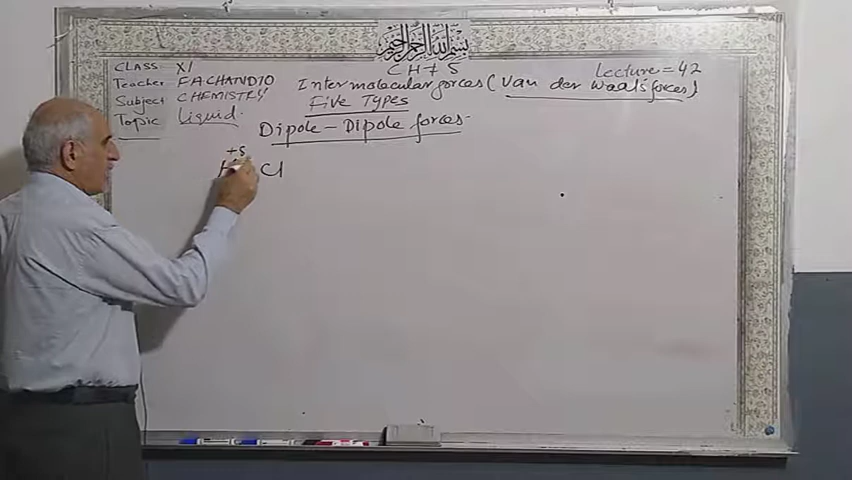 بسم الله الرحمن الرحيم
CH # 5
CLASS XI
Lecture = 42
Teacher FACHANDIO
Subject CHEMISTRY
Topic Liquid.
Intermolecular forces (Van der Waal's forces)
Five Types
Dipole - Dipole forces.
+δ
H Cl